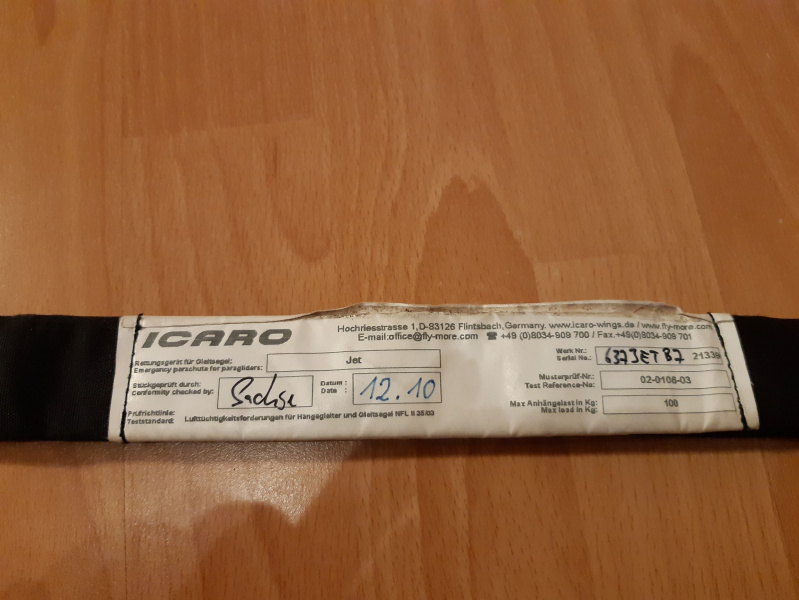 ICARO
Hochriesstrasse 1,D-83126 Flintsbach,Germany. www.icaro-wings.de / www.fly-more.com
E-mail:office@fly-more.com ☎ +49 (0)8034-909 700 / Fax.+49(0)8034-909 701
Rettungsgerät für Gleitsegel:
Emergency parachute for paragliders:
Jet
Werk Nr.:
Serial No.:
637JET87 21339
Stückgeprüft durch:
Conformity checked by:
Sachse
Datum :
Date :
12.10
Musterprüf-Nr.:
Test Reference-Nu:
02-0106-03
Prüfrichtlinie:
Teststandard:
Lufttüchtigkeitsforderungen für Hängegleiter und Gleitsegel NFL II 35/03
Max Anhängelast in Kg:
Max load in kg:
100